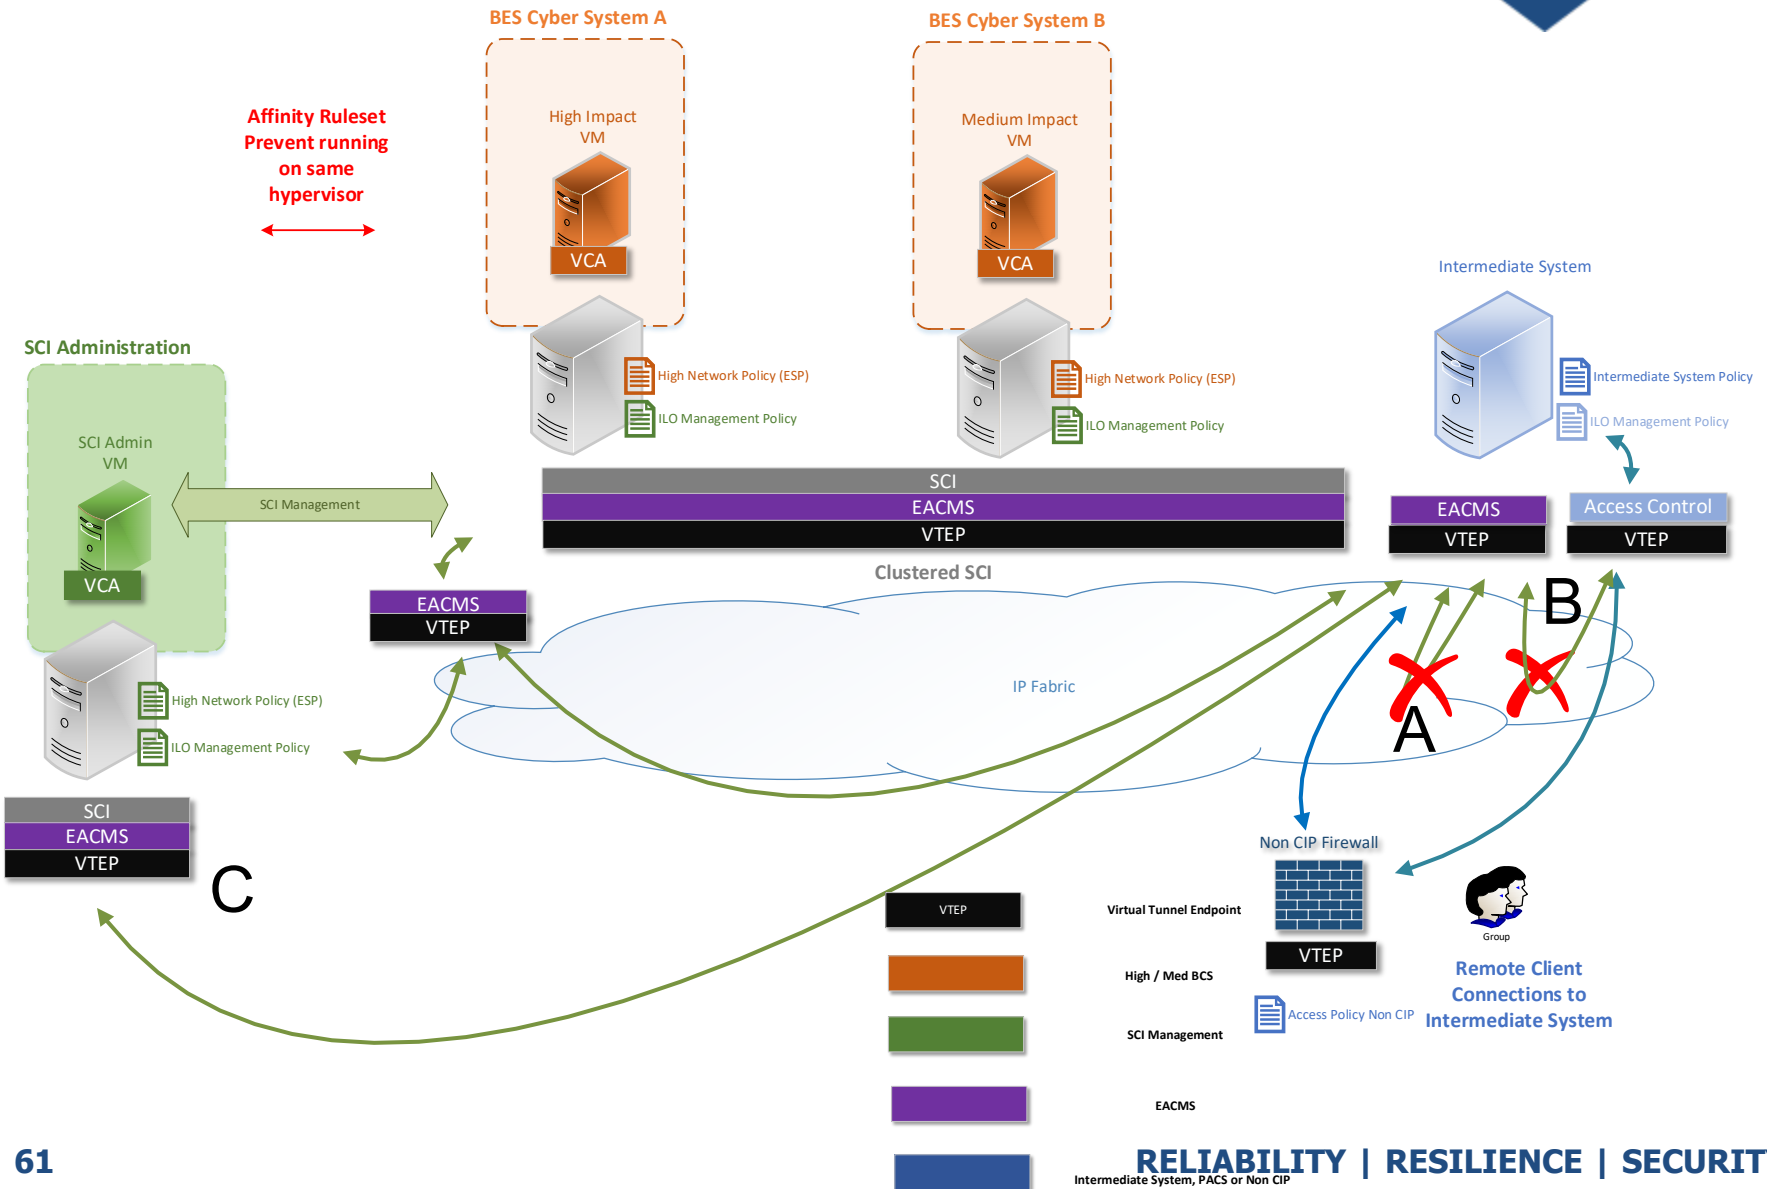 BES Cyber System A
BES Cyber System B
Affinity Ruleset
Prevent running
on same
hypervisor
High Impact
VM
VCA
Medium Impact
VM
VCA
Intermediate System
High Network Policy (ESP)
ILO Management Policy
High Network Policy (ESP)
ILO Management Policy
Intermediate System Policy
ILO Management Policy
SCI Administration
SCI Admin
VM
VCA
SCI Management
SCI
EACMS
VTEP
Clustered SCI
EACMS
VTEP
Access Control
VTEP
EACMS
VTEP
IP Fabric
A
B
High Network Policy (ESP)
ILO Management Policy
SCI
EACMS
VTEP
C
Non CIP Firewall
VTEP
Access Policy Non CIP
Group
Remote Client
Connections to
Intermediate System
VTEP
Virtual Tunnel Endpoint
High / Med BCS
SCI Management
EACMS
Intermediate System, PACS or Non CIP
61
RELIABILITY | RESILIENCE | SECURIT